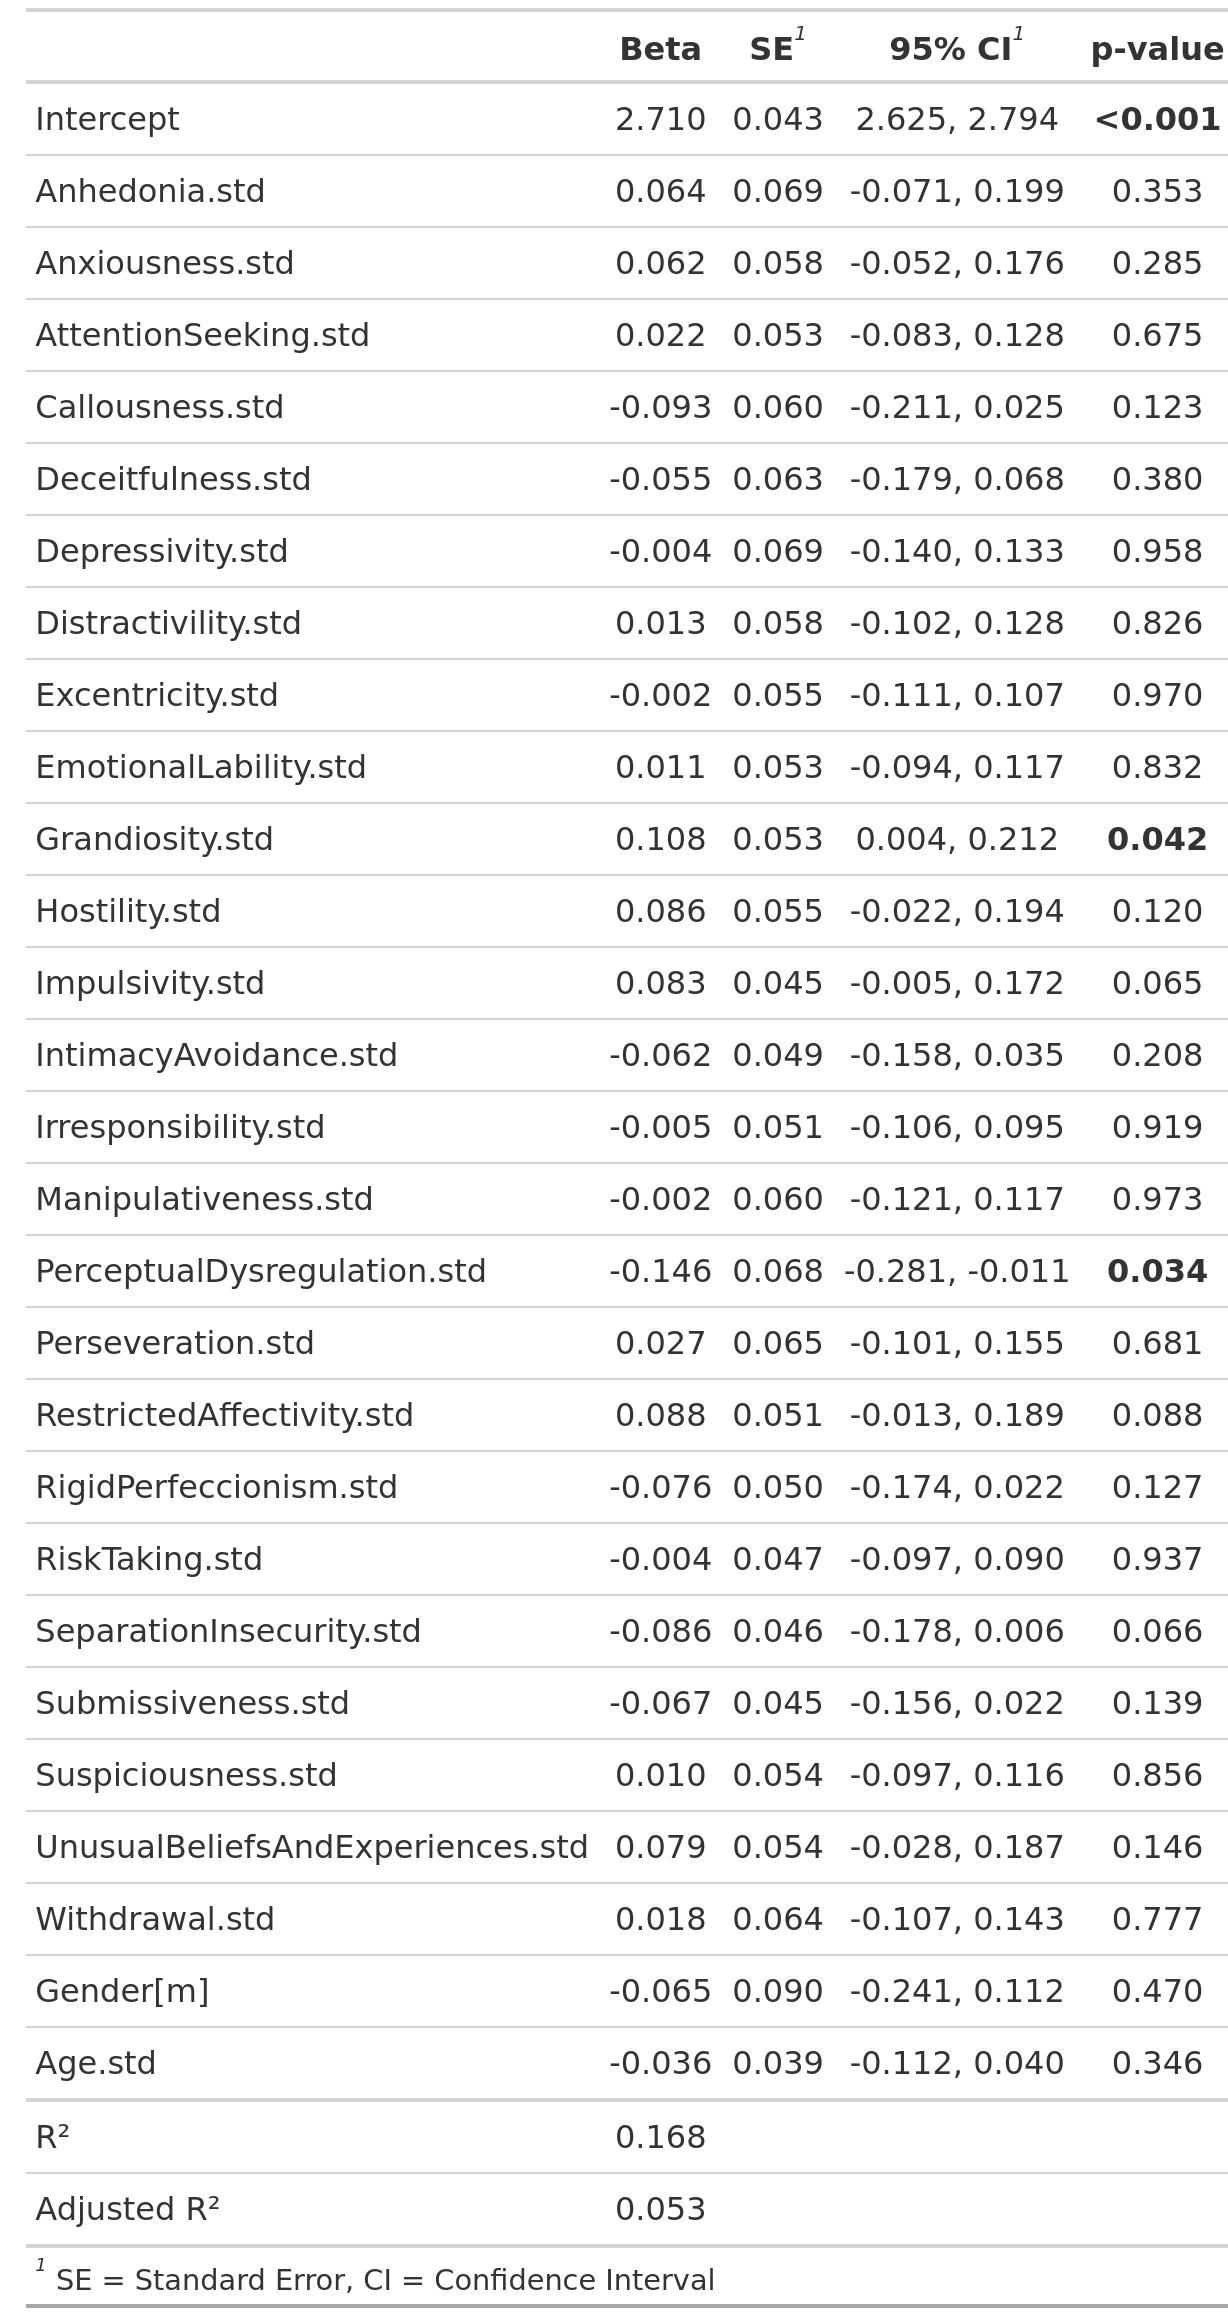 Beta SE1 95% CI1 p-value
Intercept 2.710 0.043 2.625, 2.794 <0.001
Anhedonia.std 0.064 0.069 -0.071, 0.199 0.353
Anxiousness.std 0.062 0.058 -0.052, 0.176 0.285
AttentionSeeking.std 0.022 0.053 -0.083, 0.128 0.675
Callousness.std -0.093 0.060 -0.211, 0.025 0.123
Deceitfulness.std -0.055 0.063 -0.179, 0.068 0.380
Depressivity.std -0.004 0.069 -0.140, 0.133 0.958
Distractivility.std 0.013 0.058 -0.102, 0.128 0.826
Excentricity.std -0.002 0.055 -0.111, 0.107 0.970
EmotionalLability.std 0.011 0.053 -0.094, 0.117 0.832
Grandiosity.std 0.108 0.053 0.004, 0.212 0.042
Hostility.std 0.086 0.055 -0.022, 0.194 0.120
Impulsivity.std 0.083 0.045 -0.005, 0.172 0.065
IntimacyAvoidance.std -0.062 0.049 -0.158, 0.035 0.208
Irresponsibility.std -0.005 0.051 -0.106, 0.095 0.919
Manipulativeness.std -0.002 0.060 -0.121, 0.117 0.973
PerceptualDysregulation.std -0.146 0.068 -0.281, -0.011 0.034
Perseveration.std 0.027 0.065 -0.101, 0.155 0.681
RestrictedAffectivity.std 0.088 0.051 -0.013, 0.189 0.088
RigidPerfeccionism.std -0.076 0.050 -0.174, 0.022 0.127
RiskTaking.std -0.004 0.047 -0.097, 0.090 0.937
SeparationInsecurity.std -0.086 0.046 -0.178, 0.006 0.066
Submissiveness.std -0.067 0.045 -0.156, 0.022 0.139
Suspiciousness.std 0.010 0.054 -0.097, 0.116 0.856
UnusualBeliefsAndExperiences.std 0.079 0.054 -0.028, 0.187 0.146
Withdrawal.std 0.018 0.064 -0.107, 0.143 0.777
Gender[m] -0.065 0.090 -0.241, 0.112 0.470
Age.std -0.036 0.039 -0.112, 0.040 0.346
R² 0.168
Adjusted R² 0.053
1 SE = Standard Error, CI = Confidence Interval